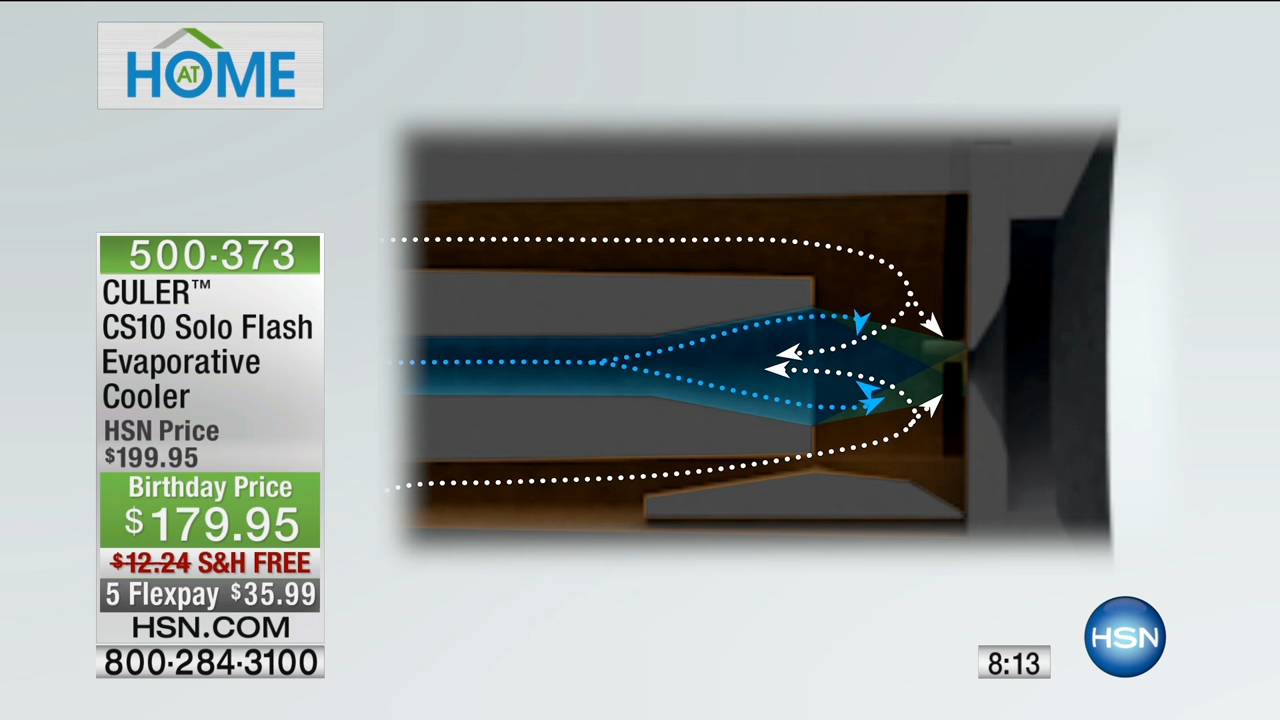 AT
HOME
500·373
CULER™
CS10 Solo Flash
Evaporative
Cooler
HSN Price
$199.95
Birthday Price
$179.95
$12.24 S&H FREE
5 Flexpay $35.99
HSN.COM
800·284·3100
8:13
HSN